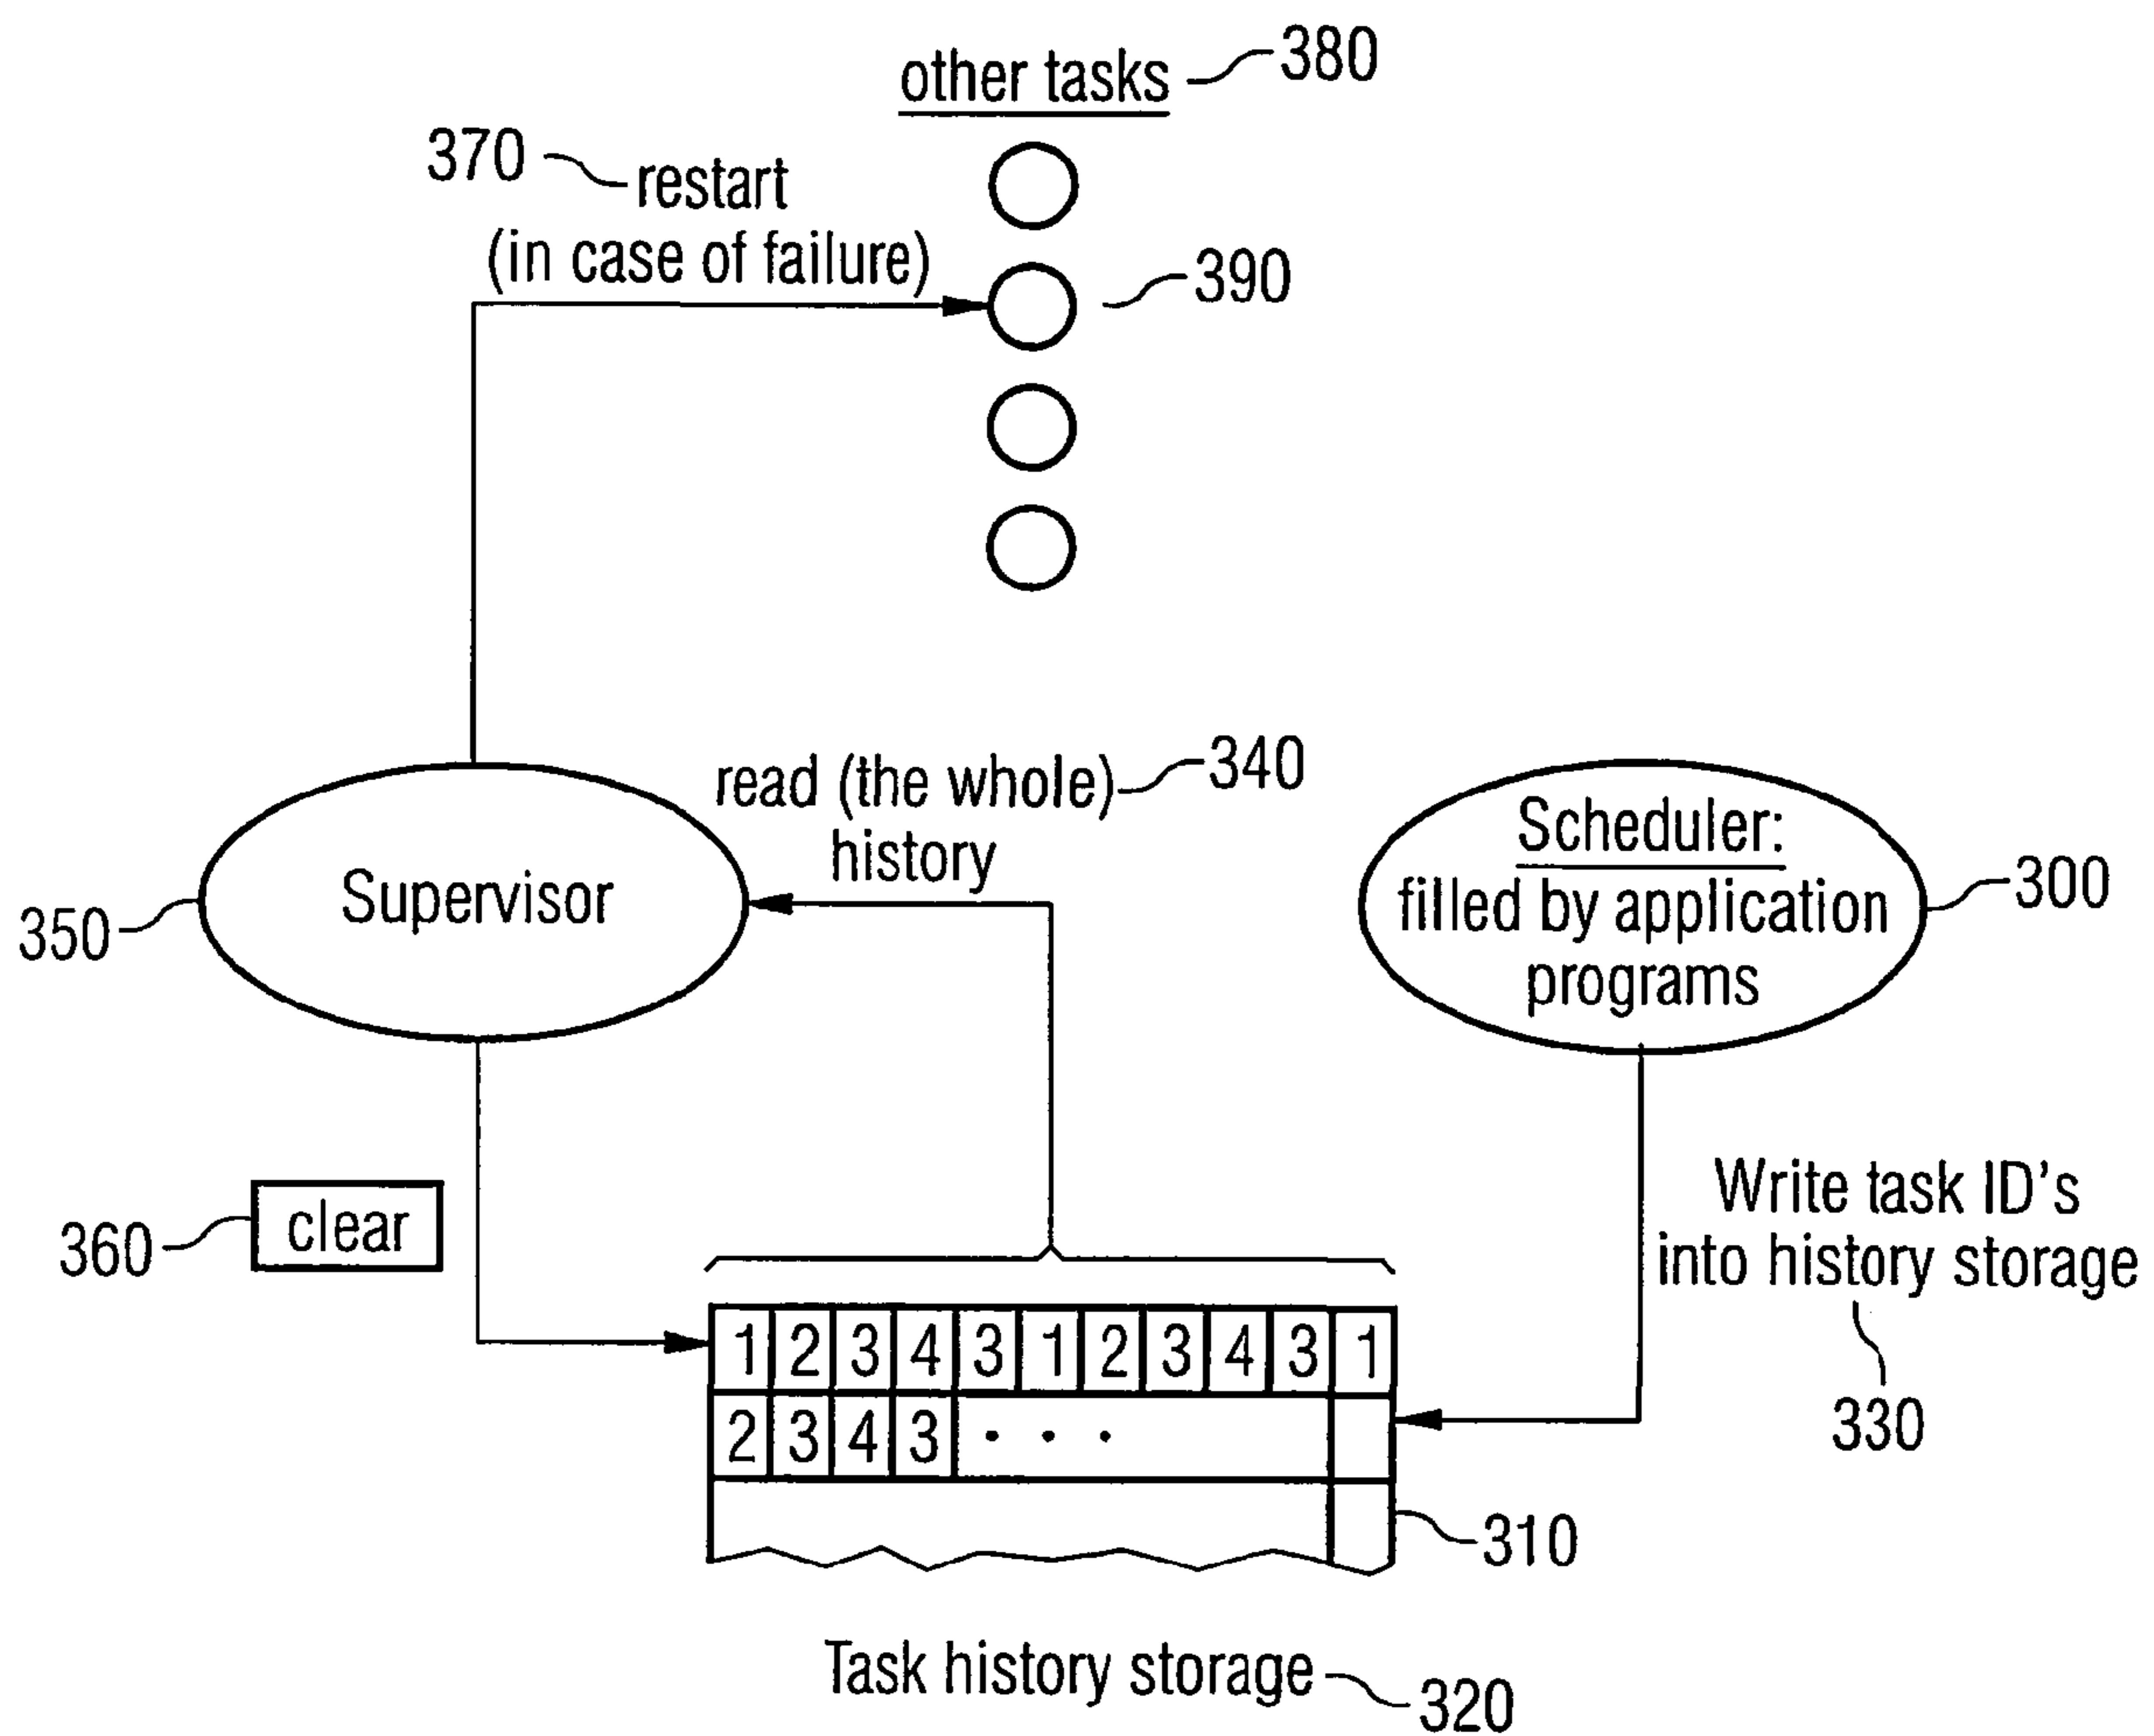 other tasks 380
370 restart
(in case of failure)
390
read (the whole) 340
history
Scheduler:
filled by application
programs
300
Supervisor
350
clear
360
Write task ID's
into history storage
330
1 2 3 4 3 1 2 3 4 3 1
2 3 4 3 . . .
310
Task history storage 320